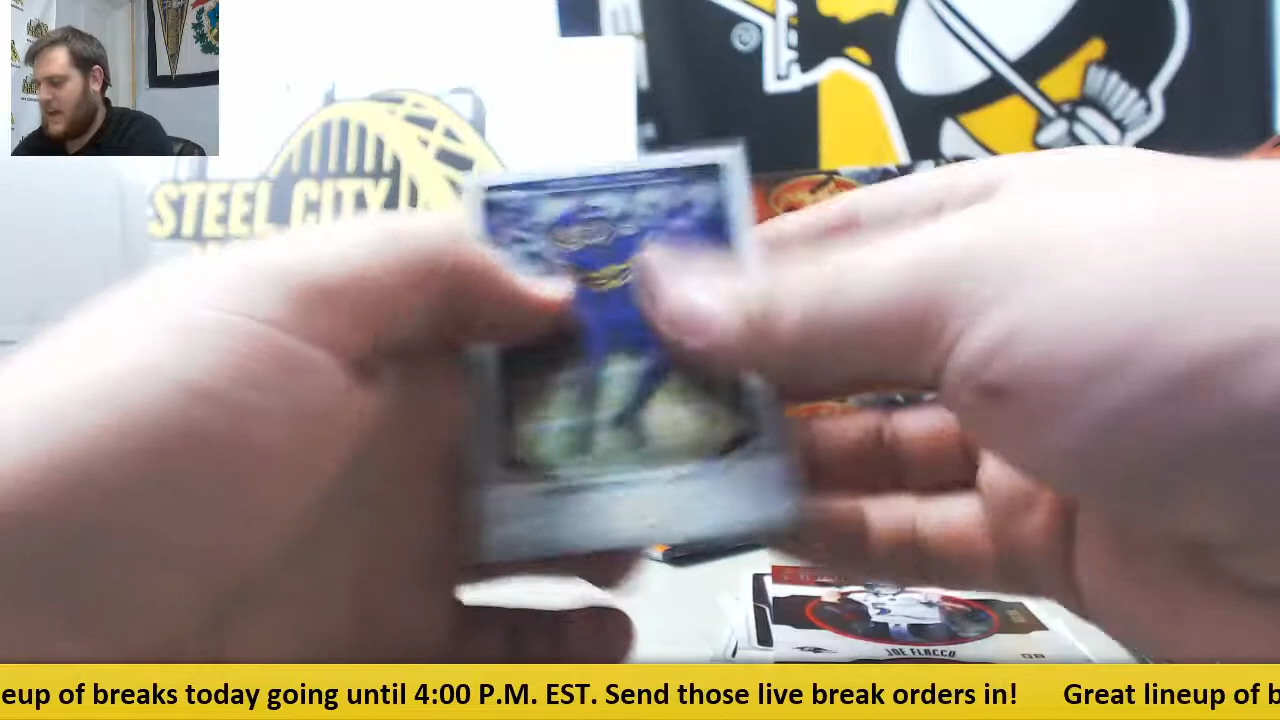 STEEL CITY
JOE FLACCO
QB
eup of breaks today going until 4:00 P.M. EST. Send those live break orders in! Great lineup of b